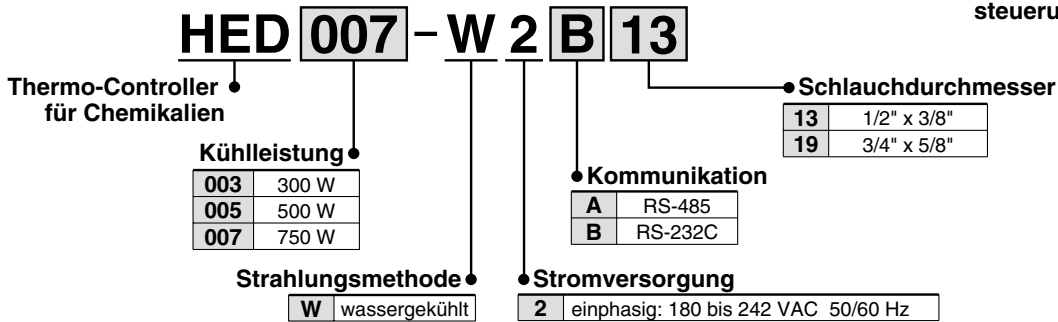 steueru
HED 007 - W 2 B 13
Thermo-Controller
für Chemikalien
Schlauchdurchmesser
13 1/2" x 3/8"
19 3/4" x 5/8"
Kühlleistung
003 300 W
005 500 W
007 750 W
Kommunikation
A RS-485
B RS-232C
Strahlungsmethode
W wassergekühlt
Stromversorgung
2 einphasig: 180 bis 242 VAC 50/60 Hz